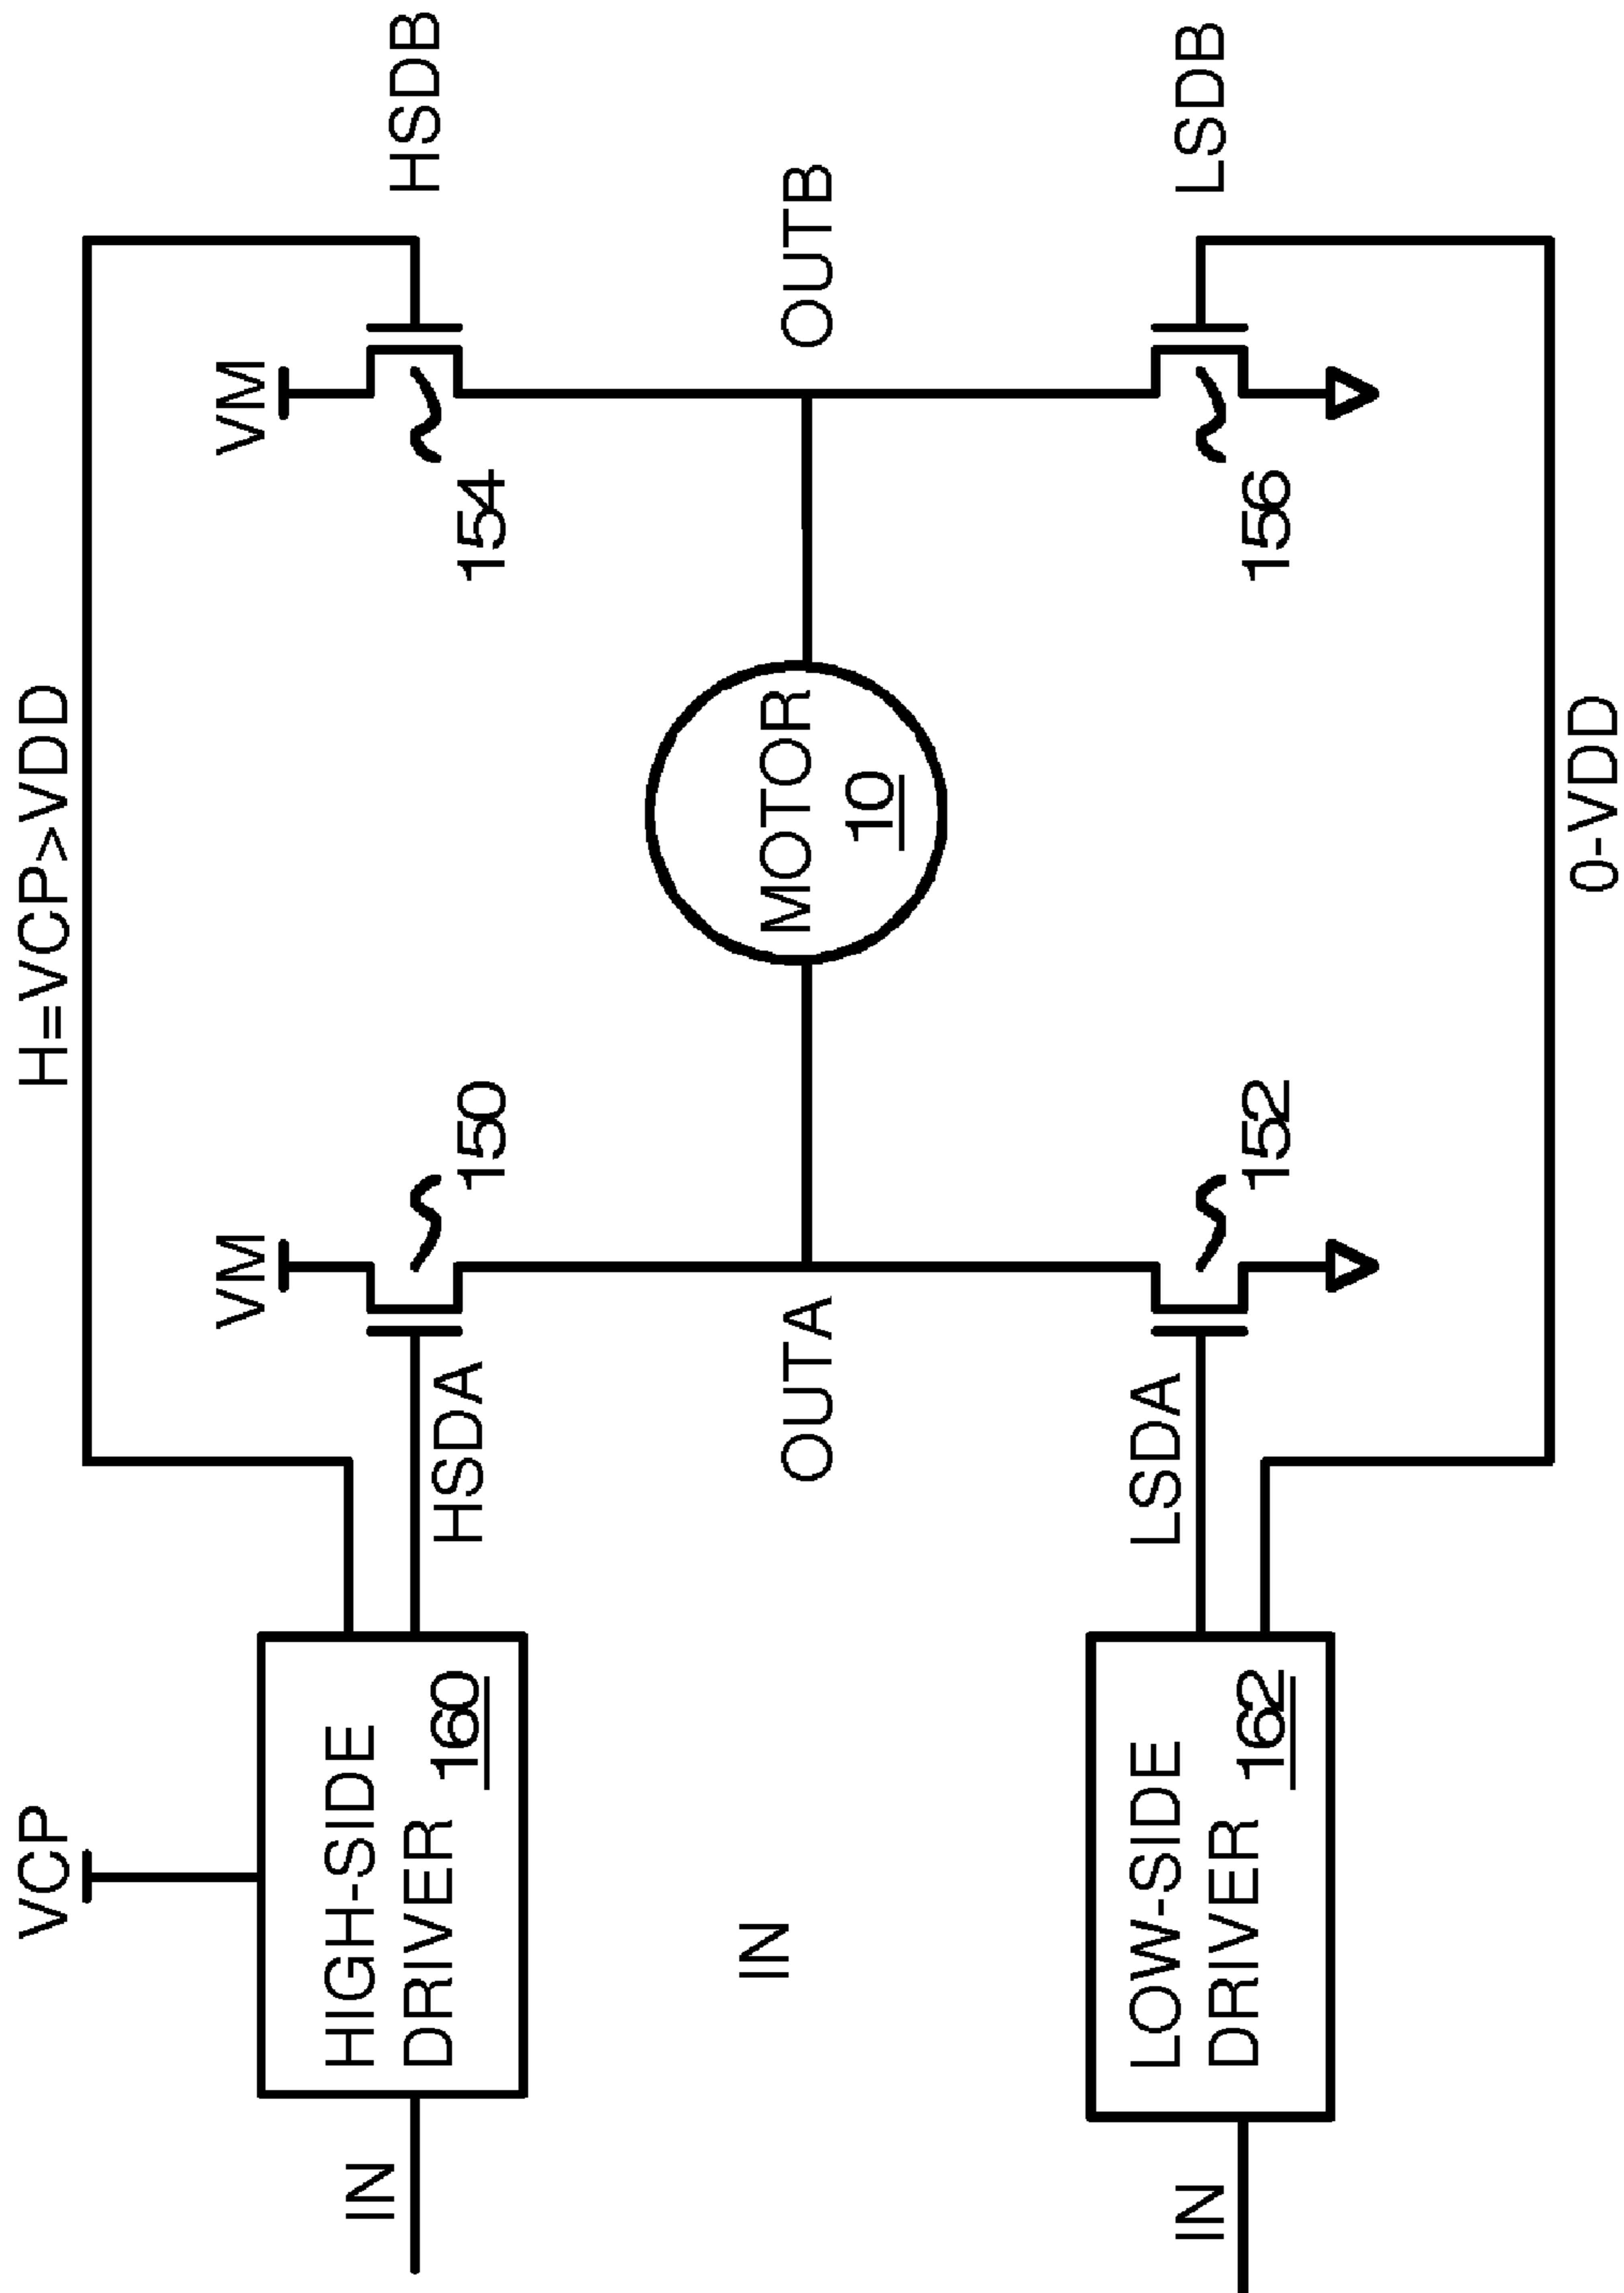 H=VCP>VDD
VCP
VM
VM
HSDB
HIGH-SIDE
DRIVER
160
IN
HSDA
150
154
OUTA
OUTB
MOTOR
10
IN
LSDA
LSDB
LOW-SIDE
DRIVER
162
IN
152
156
0-VDD